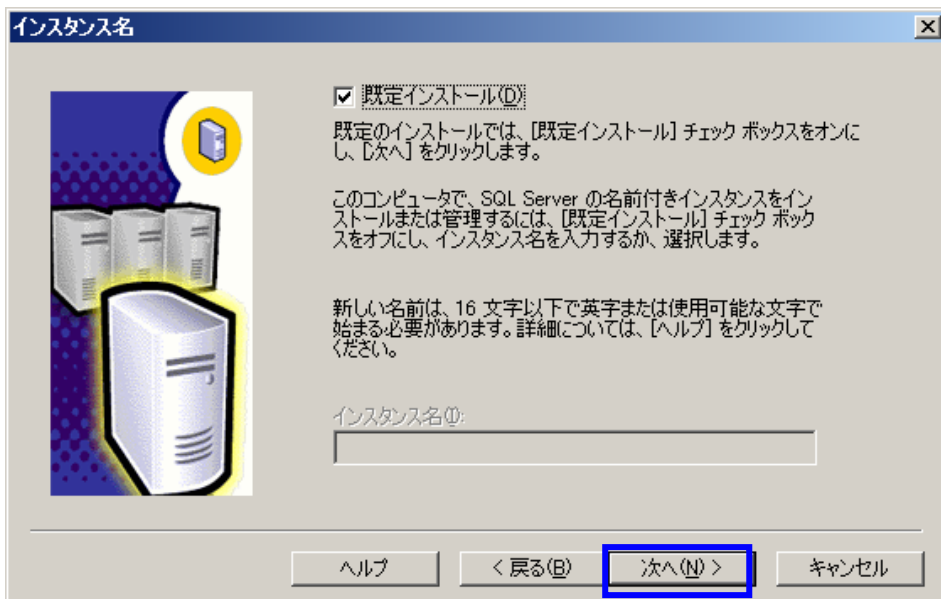 インスタンス名
既定インストール(D)
既定のインストールでは、[既定インストール] チェック ボックスをオンに
し、[次へ] をクリックします。
このコンピュータで、SQL Server の名前付きインスタンスをイン
ストールまたは管理するには、[既定インストール] チェック ボック
スをオフにし、インスタンス名を入力するか、選択します。
新しい名前は、16 文字以下で英字または使用可能な文字で
始まる必要があります。詳細については、[ヘルプ] をクリックして
ください。
インスタンス名(I):
ヘルプ
< 戻る(B)
次へ(N) >
キャンセル